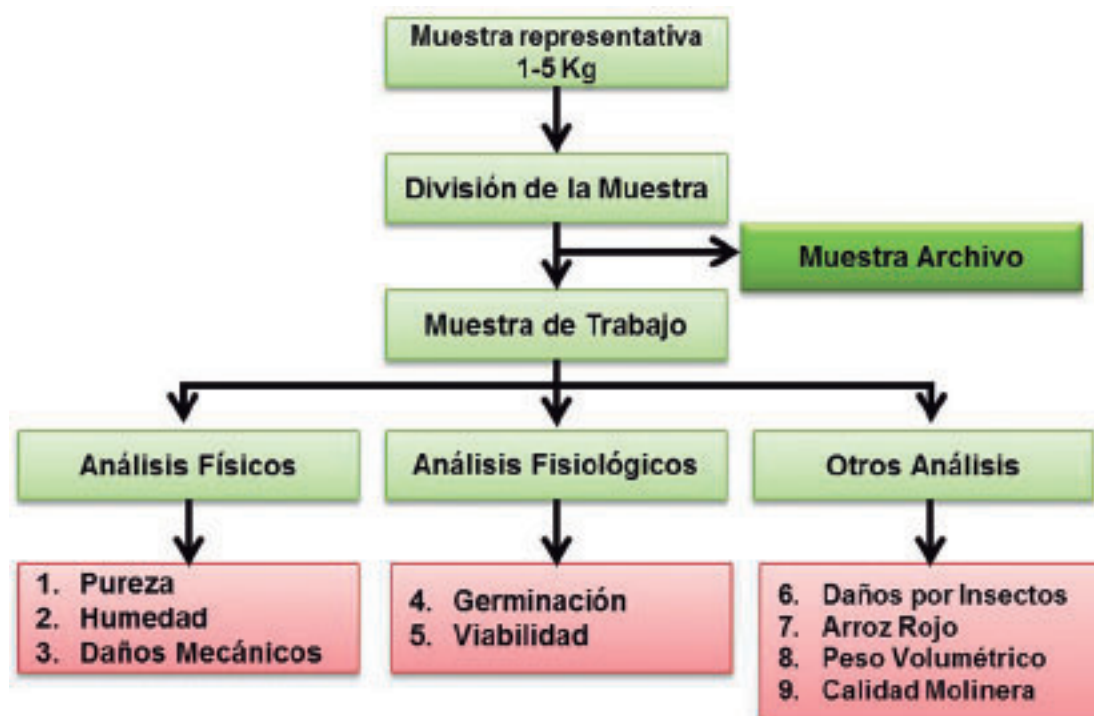 Muestra representativa
1-5 Kg
División de la Muestra
Muestra Archivo
Muestra de Trabajo
Análisis Físicos
Análisis Fisiológicos
Otros Análisis
1. Pureza
2. Humedad
3. Daños Mecánicos
4. Germinación
5. Viabilidad
6. Daños por Insectos
7. Arroz Rojo
8. Peso Volumétrico
9. Calidad Molinera